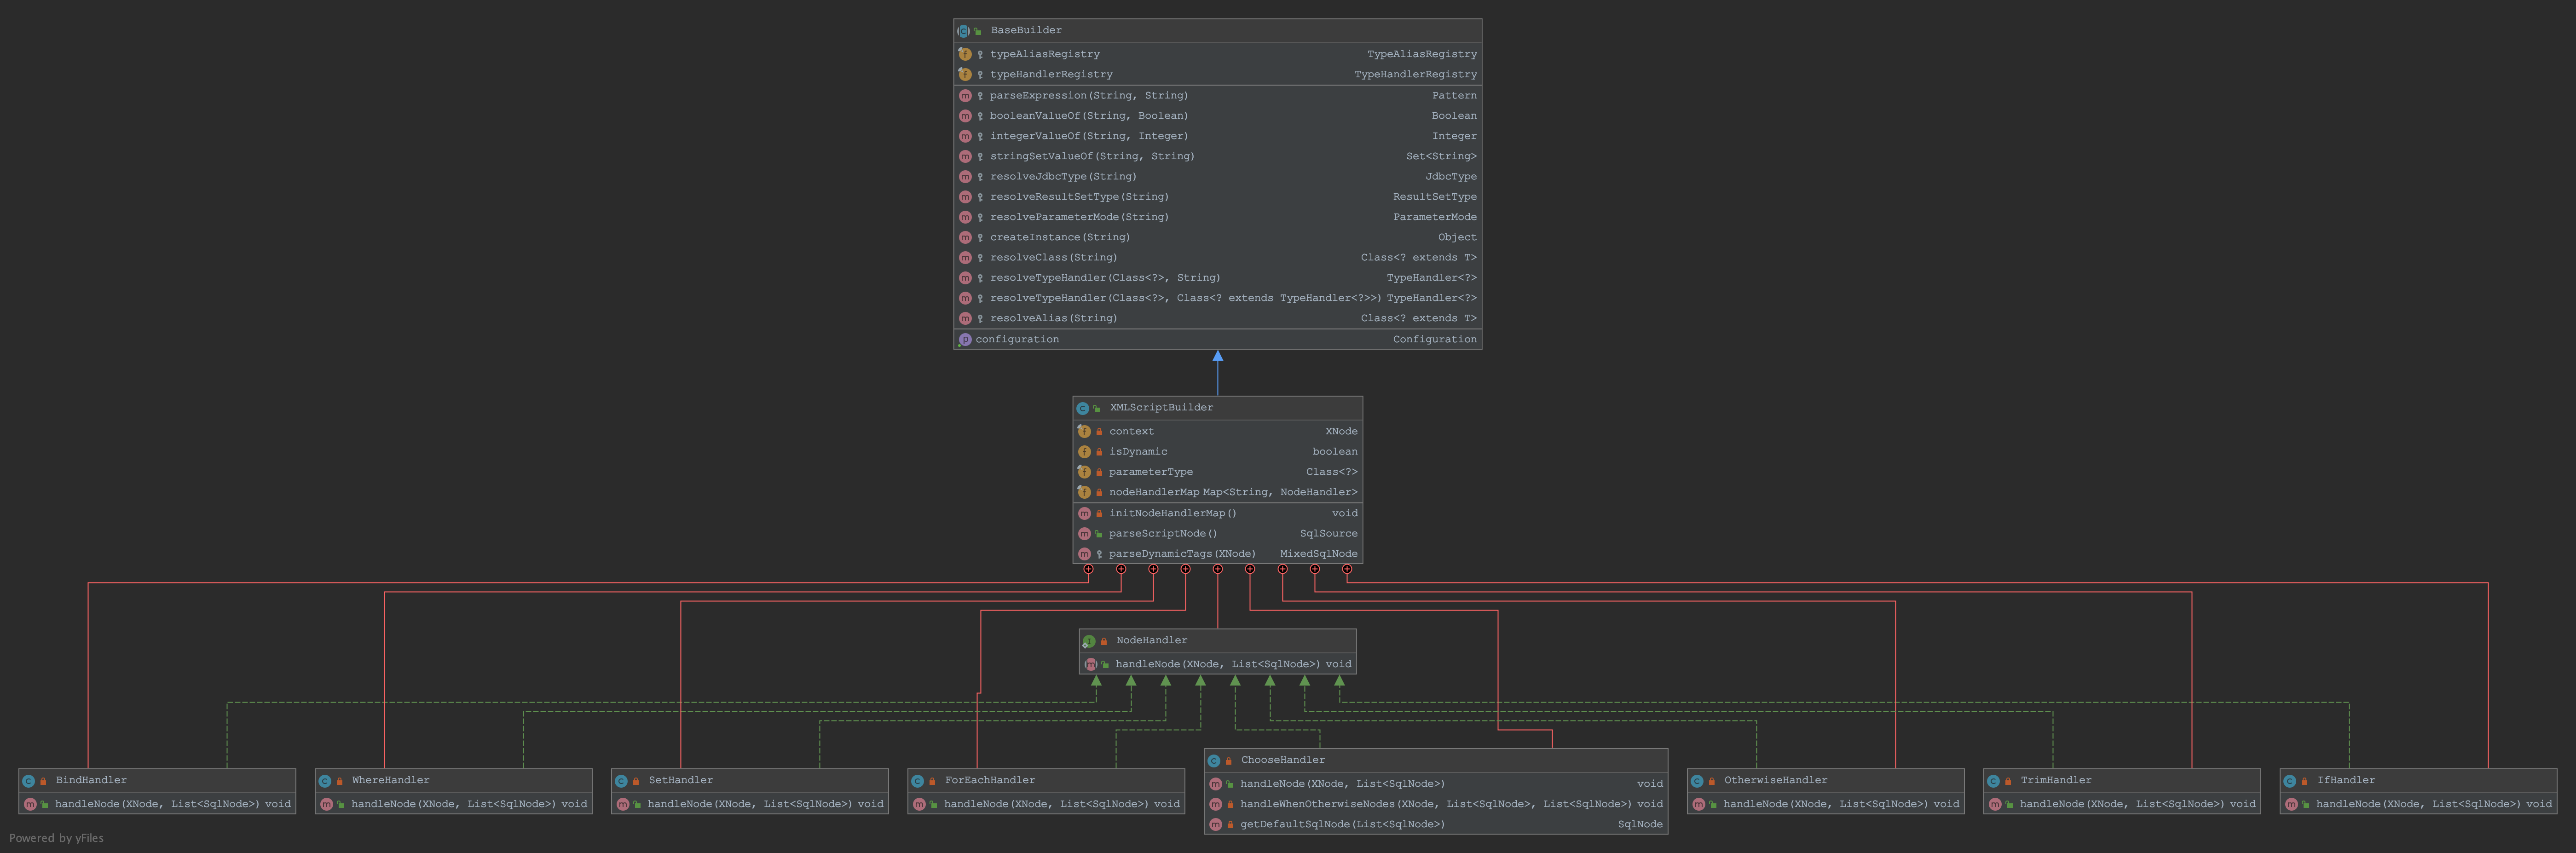 BaseBuilder
typeAliasRegistry TypeAliasRegistry
typeHandlerRegistry TypeHandlerRegistry
parseExpression(String, String) Pattern
booleanValueOf(String, Boolean) Boolean
integerValueOf(String, Integer) Integer
stringSetValueOf(String, String) Set<String>
resolveJdbcType(String) JdbcType
resolveResultSetType(String) ResultSetType
resolveParameterMode(String) ParameterMode
createInstance(String) Object
resolveClass(String) Class<? extends T>
resolveTypeHandler(Class<?>, String) TypeHandler<?>
resolveTypeHandler(Class<?>, Class<? extends TypeHandler<?>>) TypeHandler<?>
resolveAlias(String) Class<? extends T>
configuration Configuration
XMLScriptBuilder
context XNode
isDynamic boolean
parameterType Class<?>
nodeHandlerMap Map<String, NodeHandler>
initNodeHandlerMap() void
parseScriptNode() SqlSource
parseDynamicTags(XNode) MixedSqlNode
NodeHandler
handleNode(XNode, List<SqlNode>) void
BindHandler
handleNode(XNode, List<SqlNode>) void
WhereHandler
handleNode(XNode, List<SqlNode>) void
SetHandler
handleNode(XNode, List<SqlNode>) void
ForEachHandler
handleNode(XNode, List<SqlNode>) void
ChooseHandler
handleNode(XNode, List<SqlNode>) void
handleWhenOtherwiseNodes(XNode, List<SqlNode>, List<SqlNode>) void
getDefaultSqlNode(List<SqlNode>) SqlNode
OtherwiseHandler
handleNode(XNode, List<SqlNode>) void
TrimHandler
handleNode(XNode, List<SqlNode>) void
IfHandler
handleNode(XNode, List<SqlNode>) void
Powered by yFiles